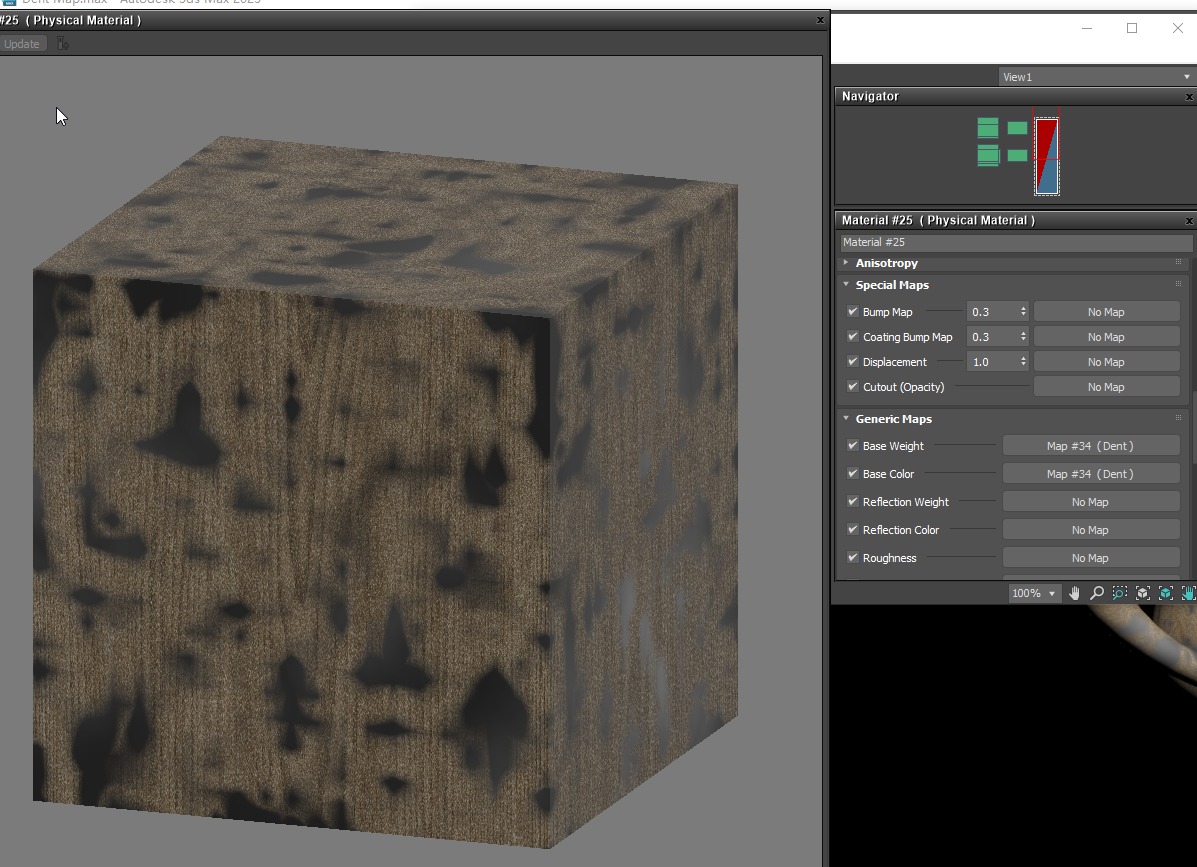 Dent Map.max - Autodesk 3ds Max 2023
#25 ( Physical Material )
x
Update
View1
Navigator
x
Material #25 ( Physical Material )
x
Material #25
Anisotropy
Special Maps
Bump Map 0.3 No Map
Coating Bump Map 0.3 No Map
Displacement 1.0 No Map
Cutout (Opacity) No Map
Generic Maps
Base Weight Map #34 ( Dent )
Base Color Map #34 ( Dent )
Reflection Weight No Map
Reflection Color No Map
Roughness No Map
100%